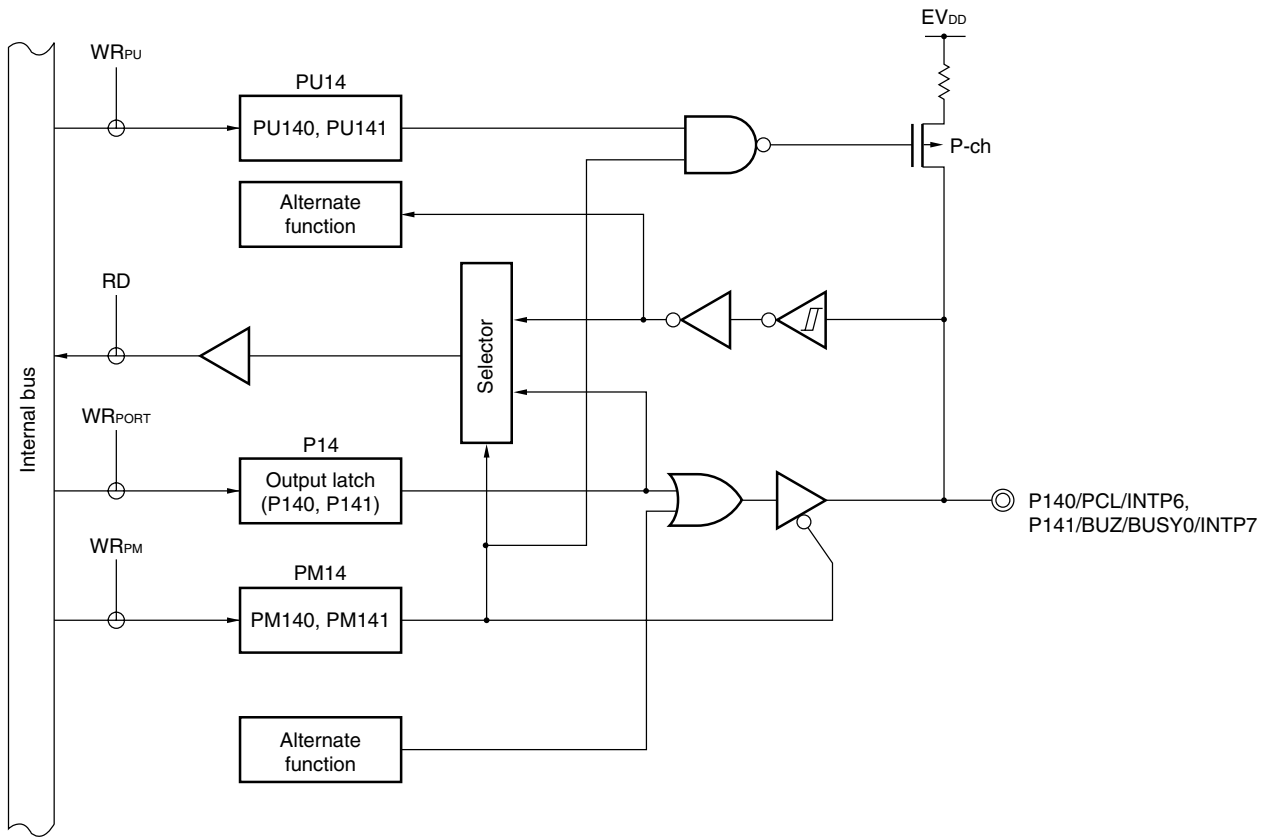 EVDD
WRPU
PU14
PU140, PU141
P-ch
Alternate
function
RD
Selector
Internal bus
WRPORT
P14
Output latch
(P140, P141)
P140/PCL/INTP6,
P141/BUZ/BUSY0/INTP7
WRPM
PM14
PM140, PM141
Alternate
function